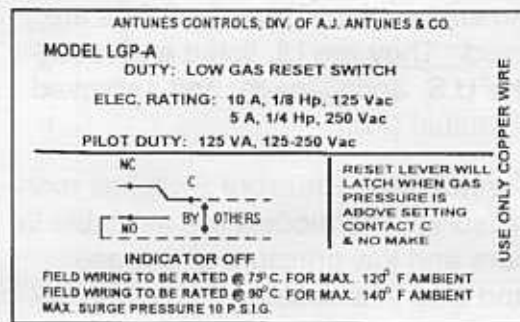 ANTUNES CONTROLS, DIV. OF A.J. ANTUNES & CO.
MODEL LGP-A
DUTY: LOW GAS RESET SWITCH
ELEC. RATING: 10 A, 1/8 Hp, 125 Vac
5 A, 1/4 Hp, 250 Vac
PILOT DUTY: 125 VA, 125-250 Vac
NC
C
NO
BY OTHERS
RESET LEVER WILL
LATCH WHEN GAS
PRESSURE IS
ABOVE SETTING
CONTACT C
& NO MAKE
INDICATOR OFF
FIELD WIRING TO BE RATED @ 75° C. FOR MAX. 120° F AMBIENT
FIELD WIRING TO BE RATED @ 90° C. FOR MAX. 140° F AMBIENT
MAX. SURGE PRESSURE 10 P.S.I.G.
USE ONLY COPPER WIRE